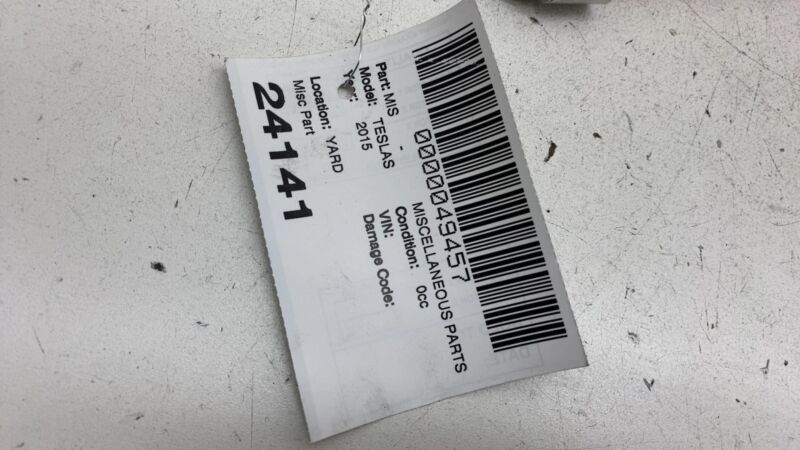 0000049457
Part: MIS - MISCELLANEOUS PARTS
Model: TESLAS Condition: 0cc
Year: 2015 VIN:
Damage Code:
Location: YARD
Misc Part
24141
DATE